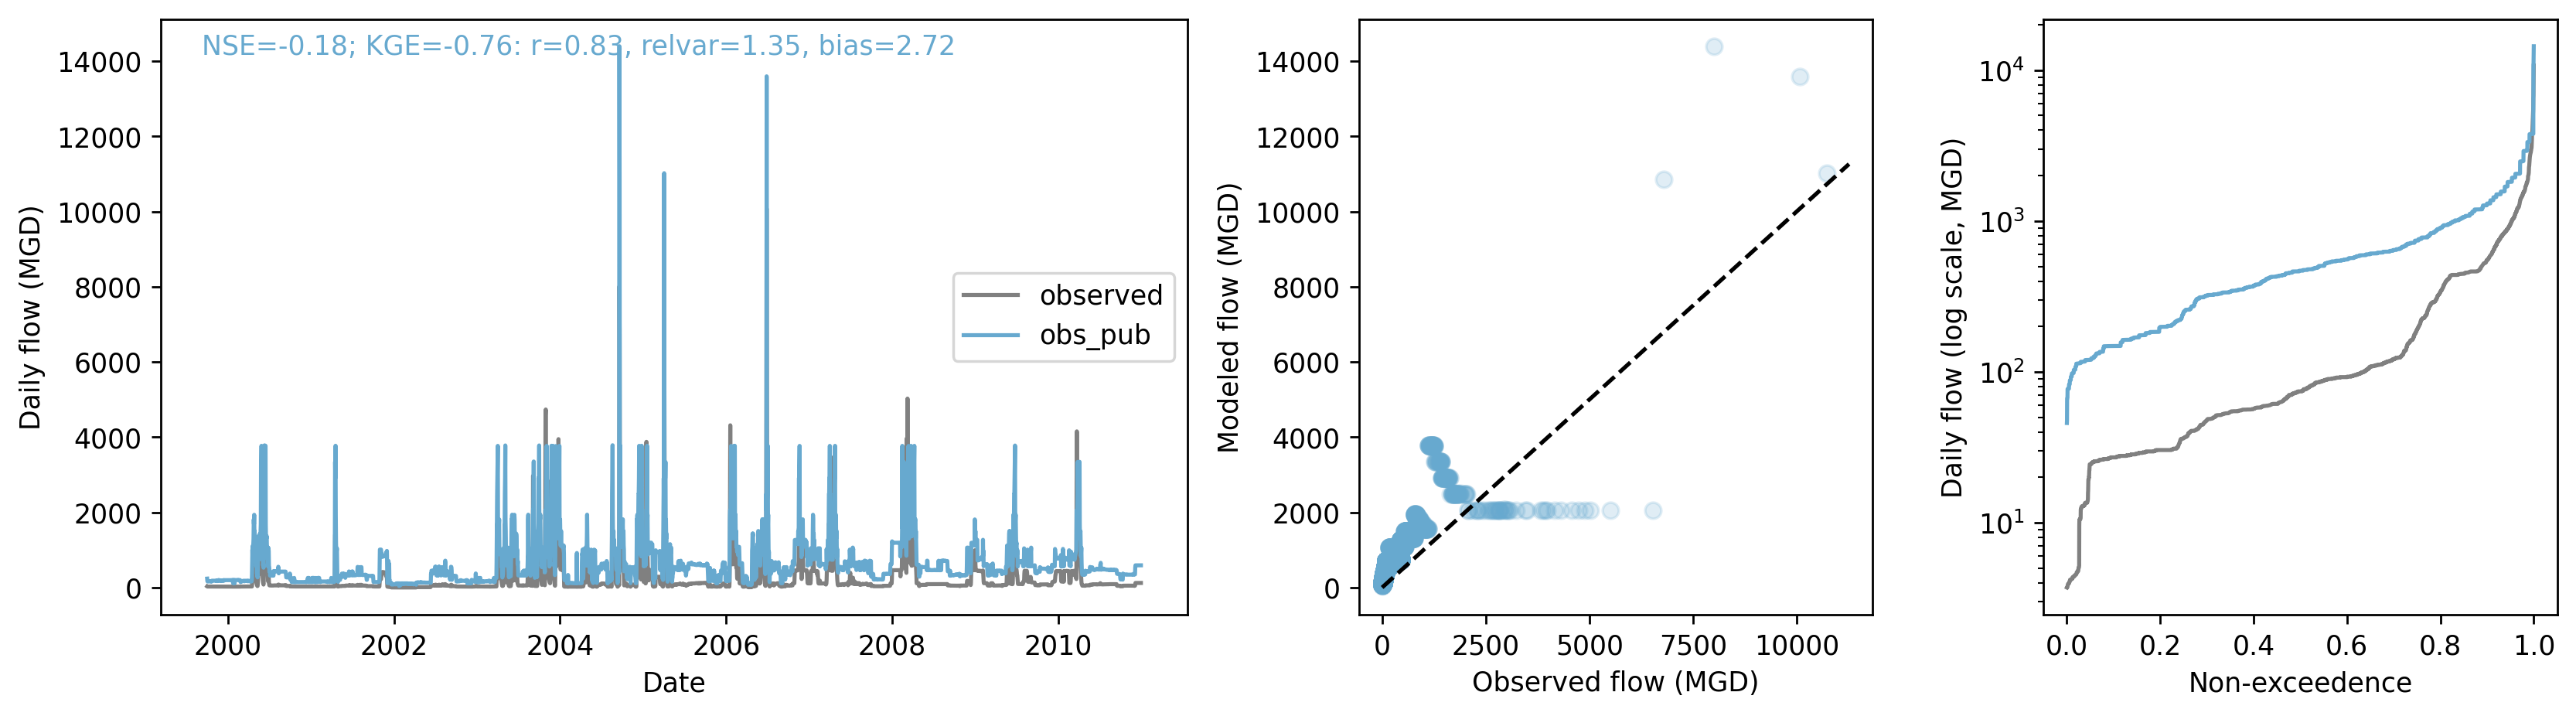 NSE=-0.18; KGE=-0.76: r=0.83, relvar=1.35, bias=2.72
Daily flow (MGD)
14000
12000
10000
8000
6000
4000
2000
0
observed
obs_pub
2000 2002 2004 2006 2008 2010
Date
Modeled flow (MGD)
14000
12000
10000
8000
6000
4000
2000
0
0 2500 5000 7500 10000
Observed flow (MGD)
Daily flow (log scale, MGD)
10⁴
10³
10²
10¹
0.0 0.2 0.4 0.6 0.8 1.0
Non-exceedence